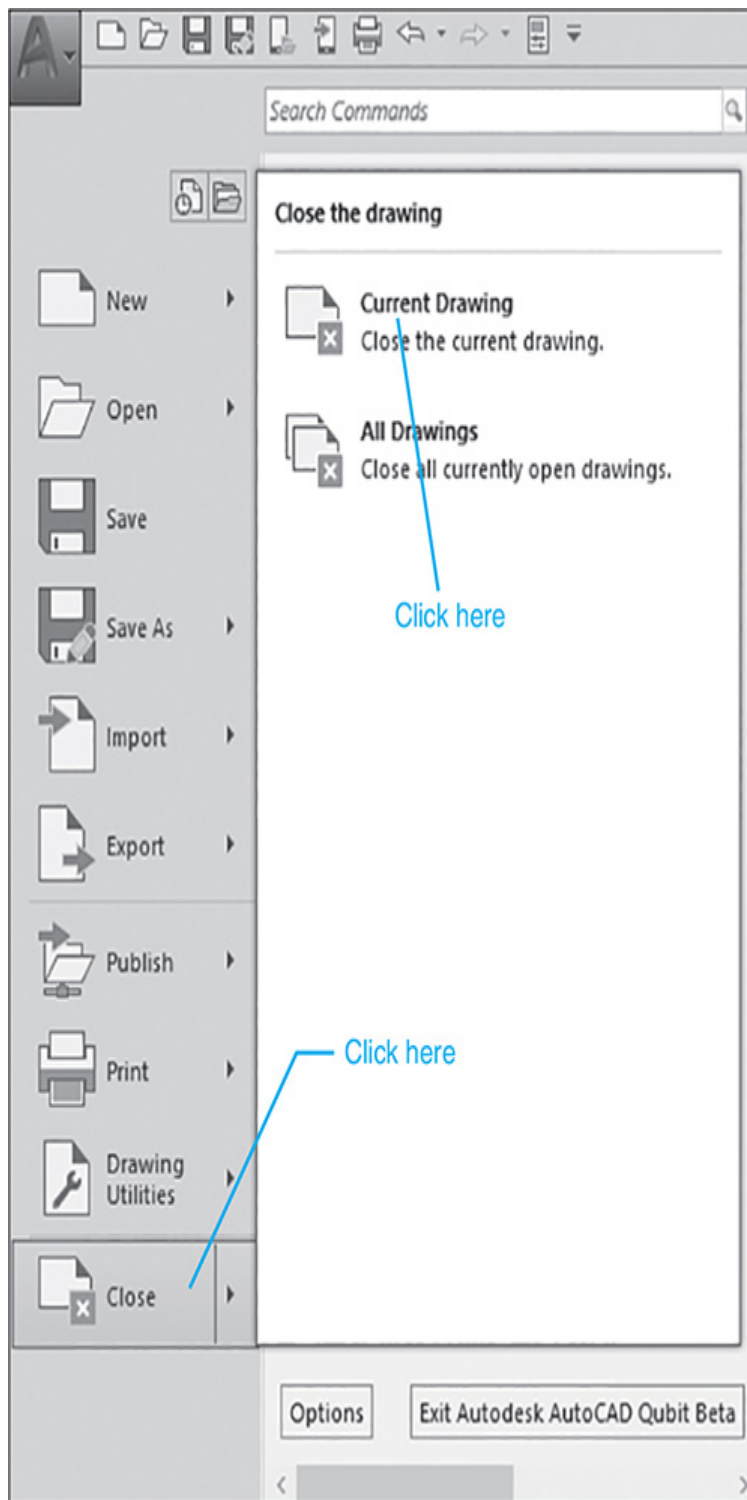 A
Search Commands
Close the drawing
Current Drawing
Close the current drawing.
All Drawings
Close all currently open drawings.
Click here
New
Open
Save
Save As
Import
Export
Publish
Print
Drawing
Utilities
Close
Click here
Options
Exit Autodesk AutoCAD Qubit Beta